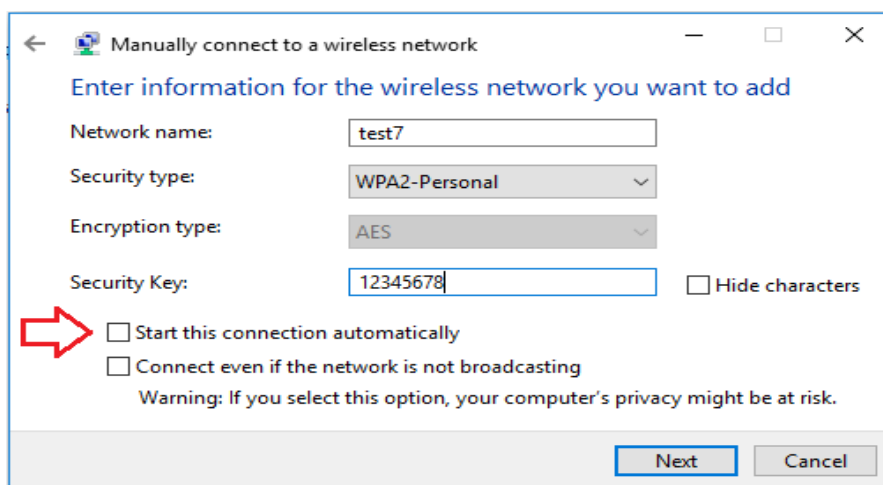 Manually connect to a wireless network
Enter information for the wireless network you want to add
Network name: test7
Security type: WPA2-Personal
Encryption type: AES
Security Key: 12345678 Hide characters
Start this connection automatically
Connect even if the network is not broadcasting
Warning: If you select this option, your computer's privacy might be at risk.
Next Cancel